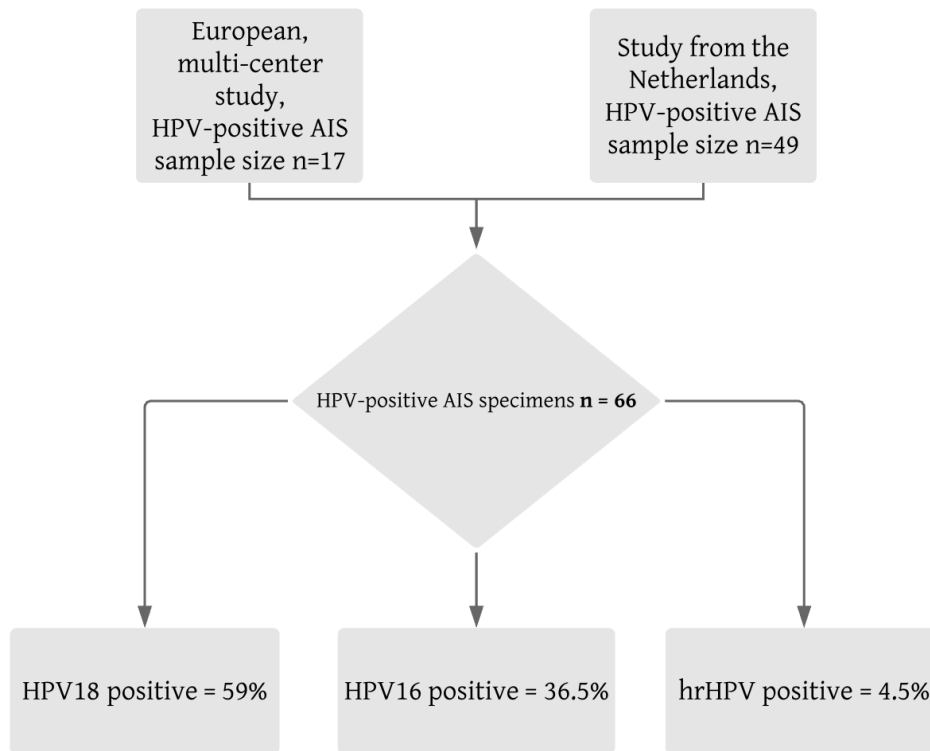 European,
multi-center
study,
HPV-positive AIS
sample size n=17
Study from the
Netherlands,
HPV-positive AIS
sample size n=49
HPV-positive AIS specimens n = 66
HPV18 positive = 59%
HPV16 positive = 36.5%
hrHPV positive = 4.5%